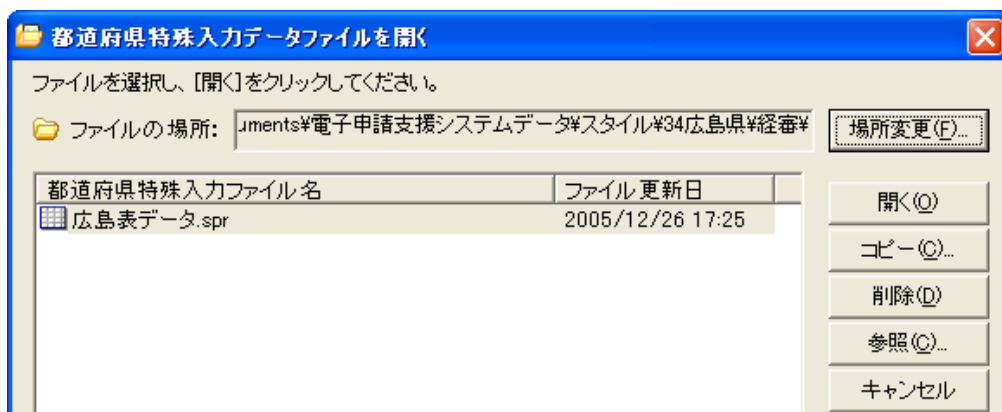 都道府県特殊入力データファイルを開く
ファイルを選択し、[開く]をクリックしてください。
ファイルの場所: uments¥電子申請支援システムデータ¥スタイル¥34広島県¥経審¥ 場所変更(F)...
都道府県特殊入力ファイル名 ファイル更新日
広島表データ.spr 2005/12/26 17:25
開く(O)
コピー(C)...
削除(D)
参照(C)...
キャンセル